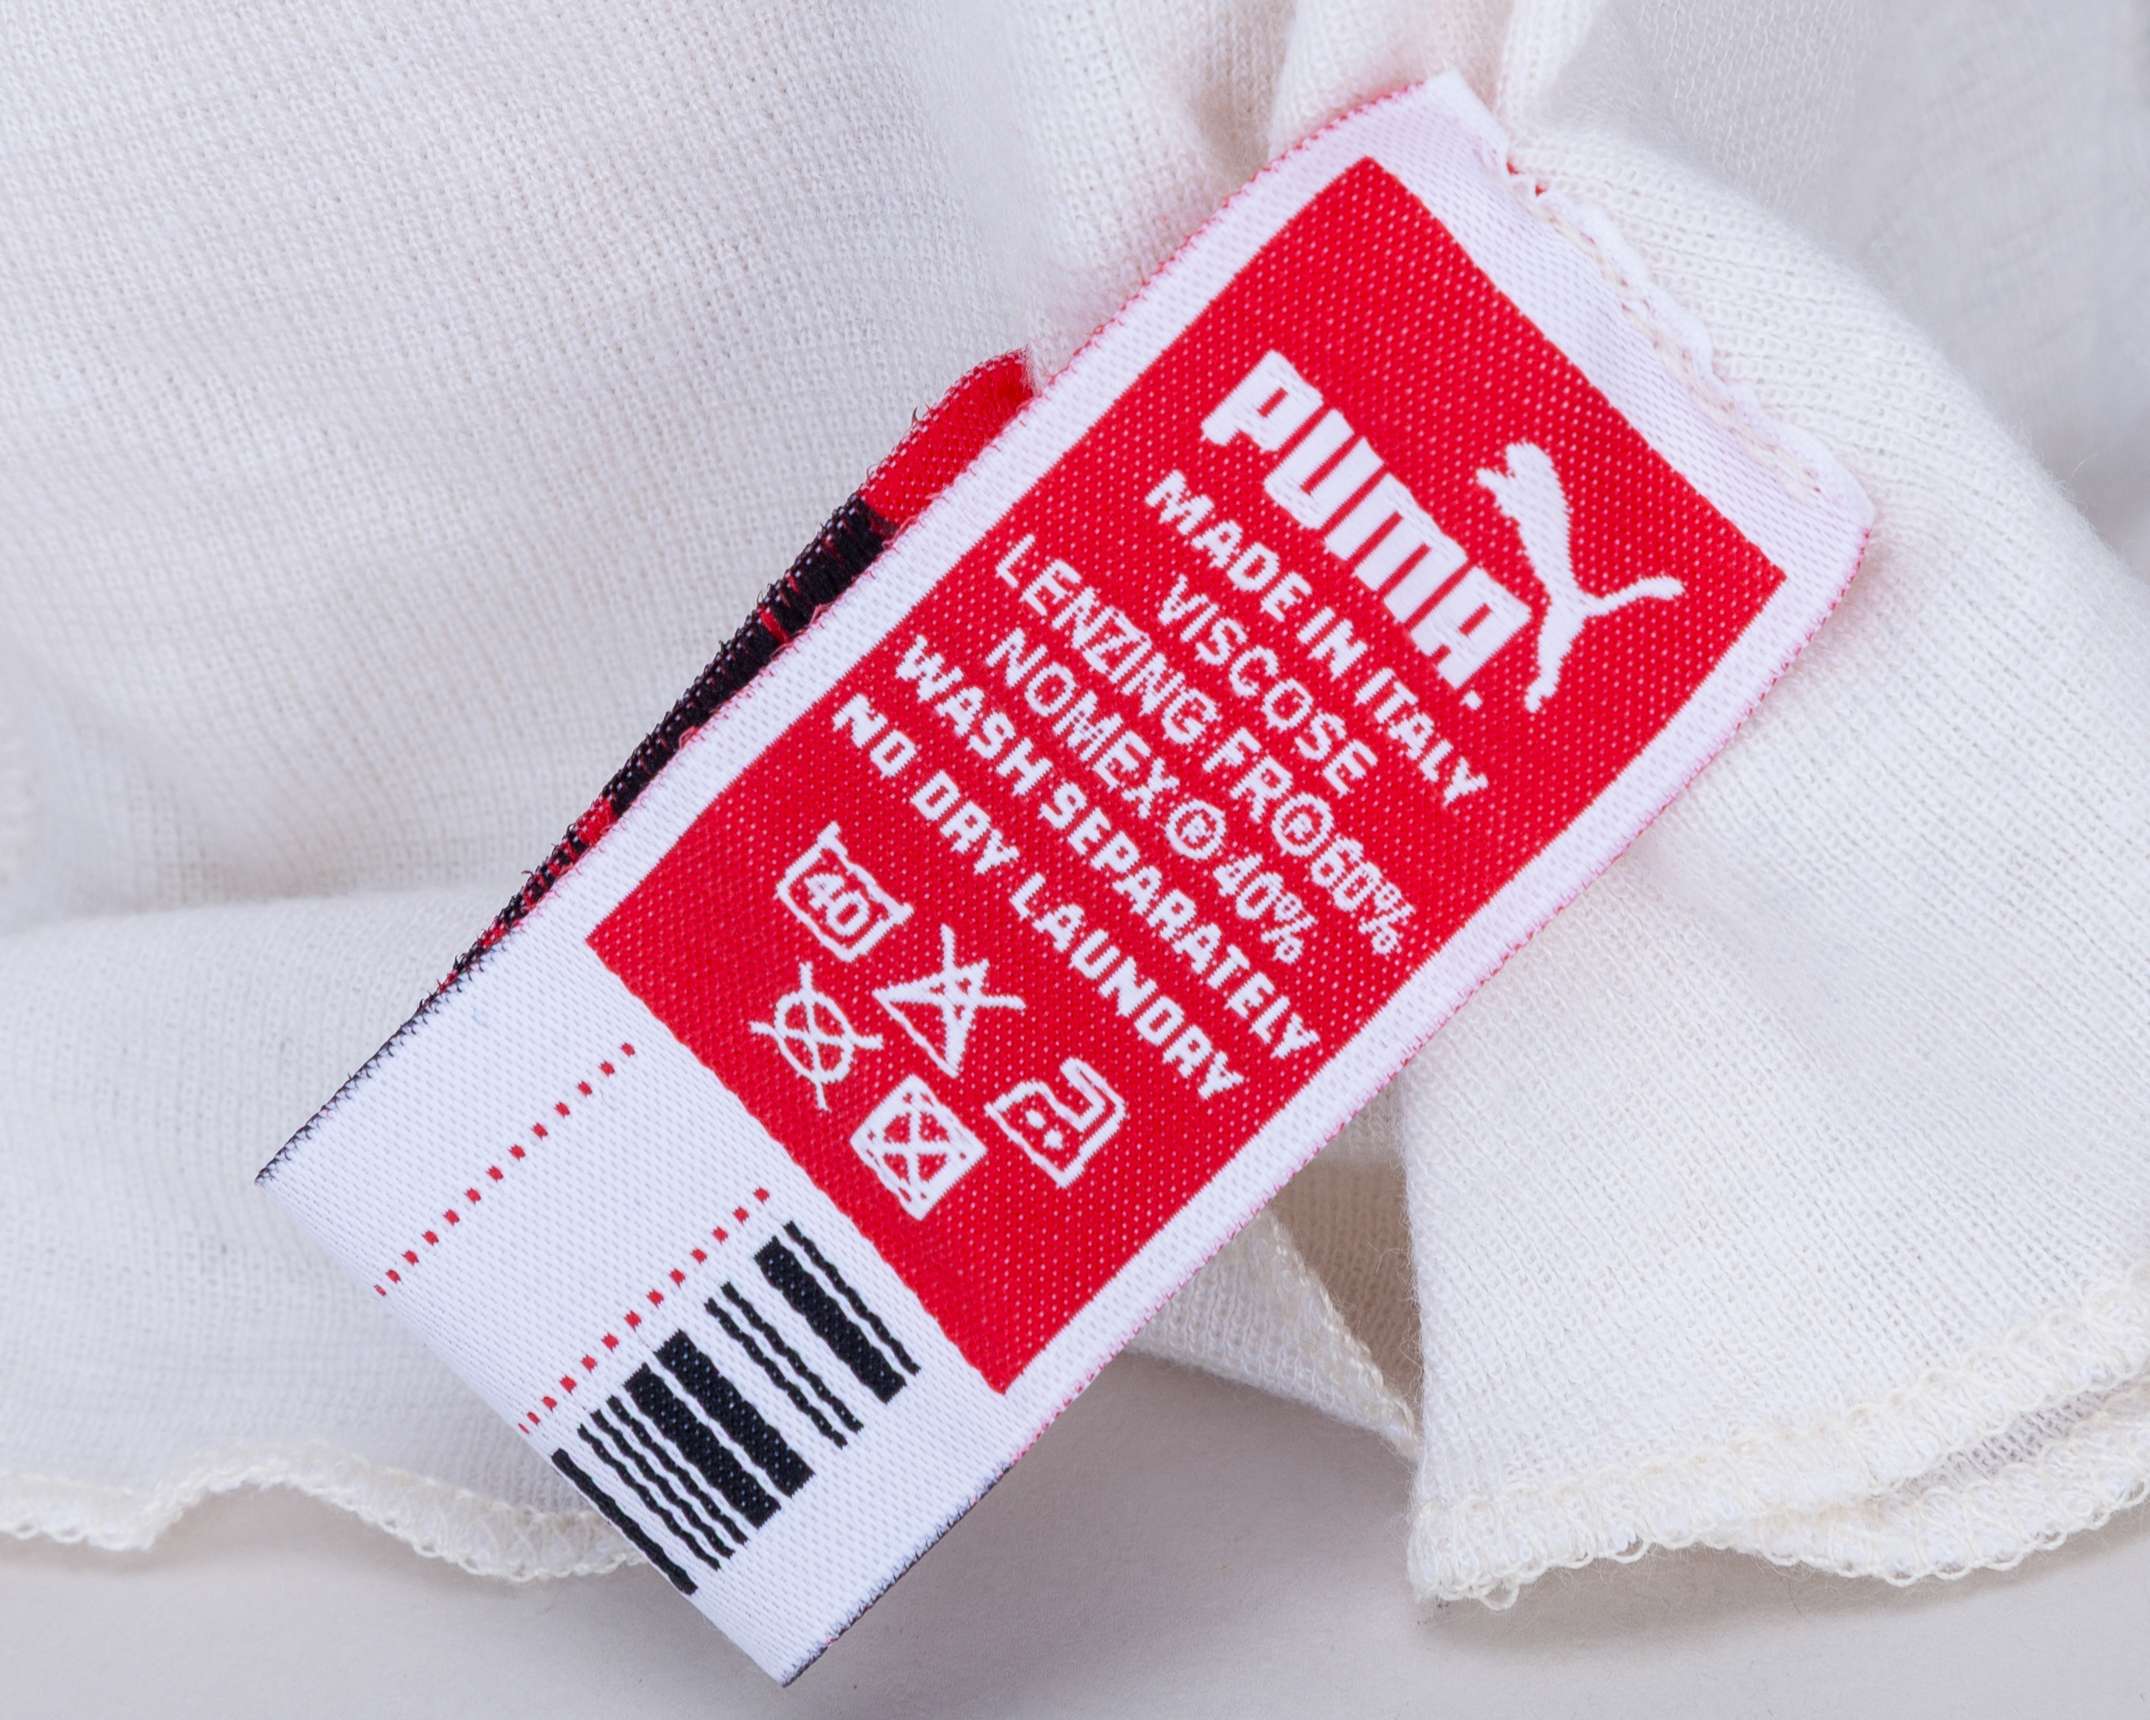 PUMA.
MADE IN ITALY
VISCOSE
LENZING FR® 60%
NOMEX® 40%
WASH SEPARATELY
NO DRY LAUNDRY
40